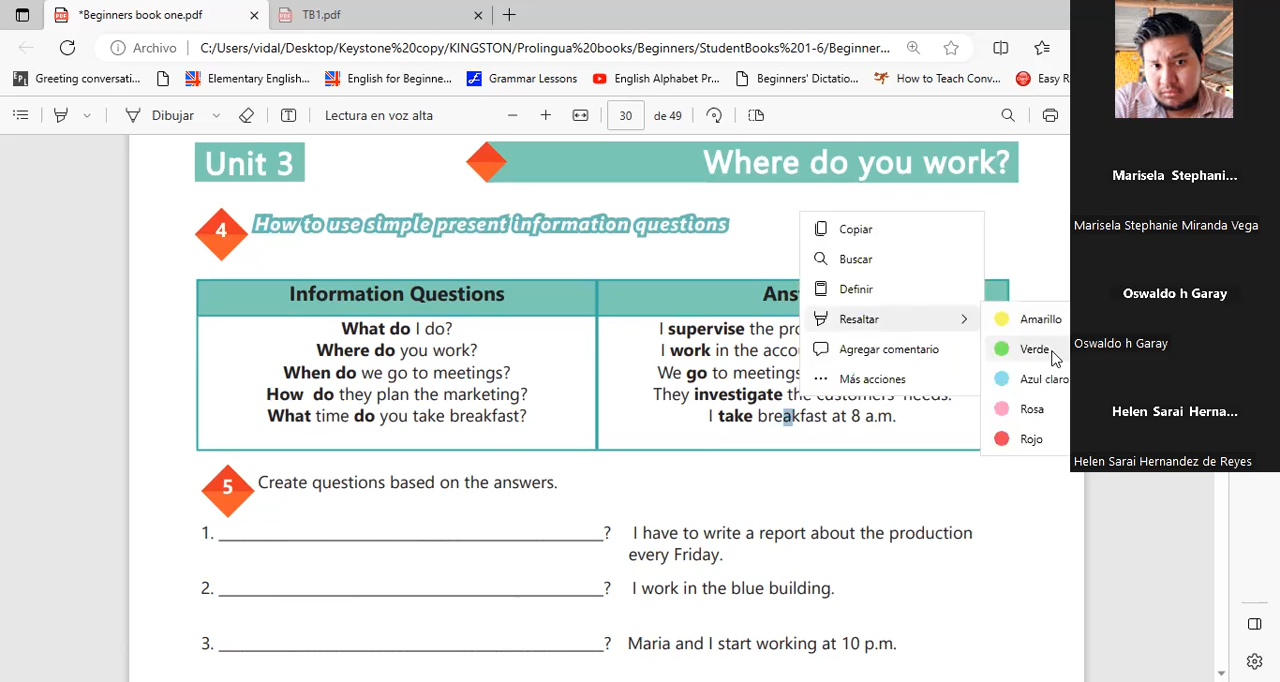 *Beginners book one.pdf
TB1.pdf
Archivo
C:/Users/vidal/Desktop/Keystone%20copy/KINGSTON/Prolingua%20books/Beginners/StudentBooks%201-6/Beginner...
Greeting conversati...
Elementary English...
English for Beginne...
Grammar Lessons
English Alphabet Pr...
Beginners' Dictatio...
How to Teach Conv...
Easy R
Dibujar
Lectura en voz alta
30
de 49
Unit 3
Where do you work?
4
How to use simple present information questions
Information Questions
Ans
What do I do?
I supervise the pro
Where do you work?
I work in the acco
When do we go to meetings?
We go to meetings
How do they plan the marketing?
They investigate the customers' needs.
What time do you take breakfast?
I take breakfast at 8 a.m.
Copiar
Buscar
Definir
Resaltar
Agregar comentario
Más acciones
Amarillo
Verde
Azul claro
Rosa
Rojo
5
Create questions based on the answers.
1. ______________________________? I have to write a report about the production
every Friday.
2. ______________________________? I work in the blue building.
3. ______________________________? Maria and I start working at 10 p.m.
Marisela Stephani...
Marisela Stephanie Miranda Vega
Oswaldo h Garay
Oswaldo h Garay
Helen Sarai Herna...
Helen Sarai Hernandez de Reyes